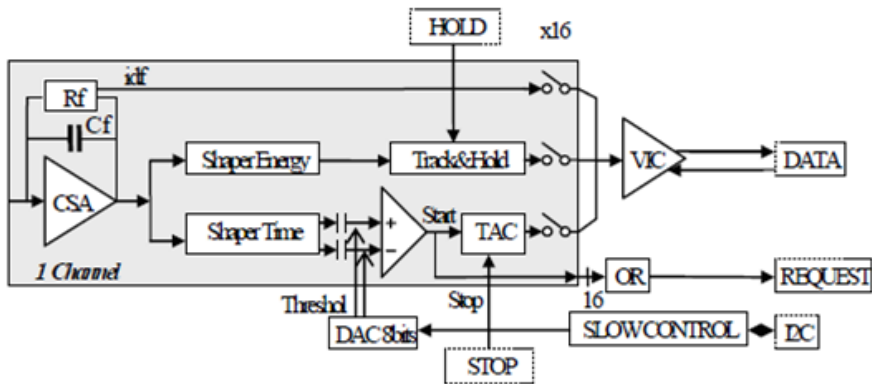 HOLD
x16
idf
Rf
Cf
Shaper Energy
Track&Hold
VIC
DATA
CSA
Shaper Time
+
−
Start
TAC
1 Channel
Threshol
Stop
16
OR
REQUEST
DAC 8bits
SLOW CONTROL
I2C
STOP